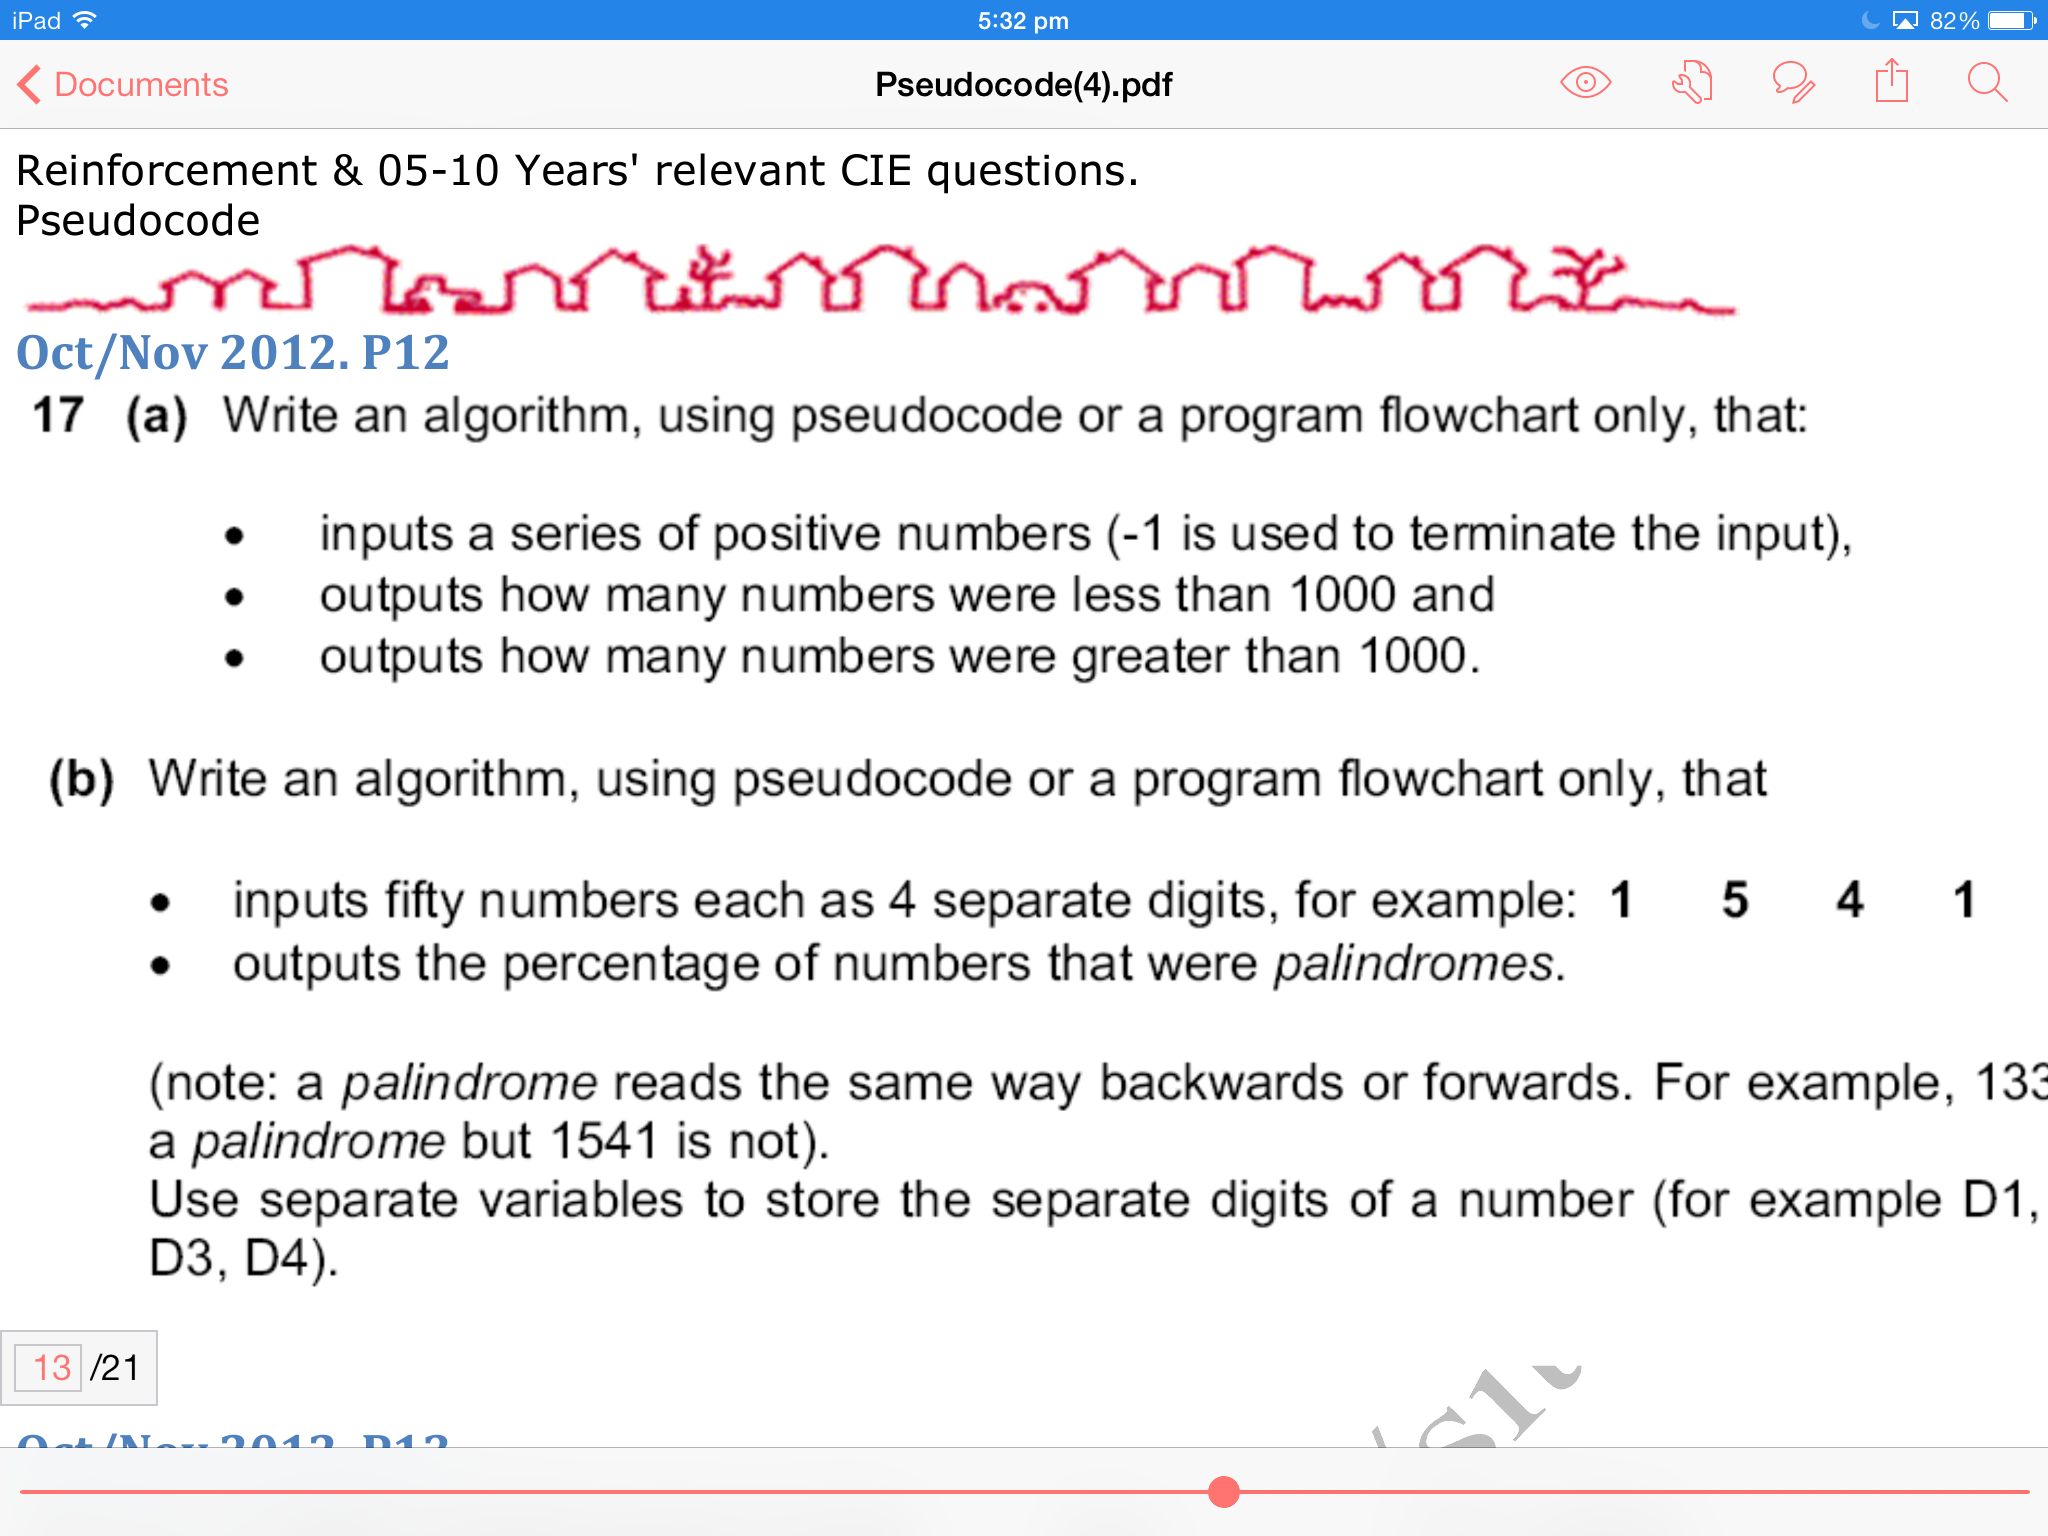 iPad 5:32 pm 82%
Documents Pseudocode(4).pdf
Reinforcement & 05-10 Years' relevant CIE questions.
Pseudocode
Oct/Nov 2012. P12
17 (a) Write an algorithm, using pseudocode or a program flowchart only, that:
• inputs a series of positive numbers (-1 is used to terminate the input),
• outputs how many numbers were less than 1000 and
• outputs how many numbers were greater than 1000.
(b) Write an algorithm, using pseudocode or a program flowchart only, that
• inputs fifty numbers each as 4 separate digits, for example: 1 5 4 1
• outputs the percentage of numbers that were palindromes.
(note: a palindrome reads the same way backwards or forwards. For example, 133
a palindrome but 1541 is not).
Use separate variables to store the separate digits of a number (for example D1,
D3, D4).
13 /21